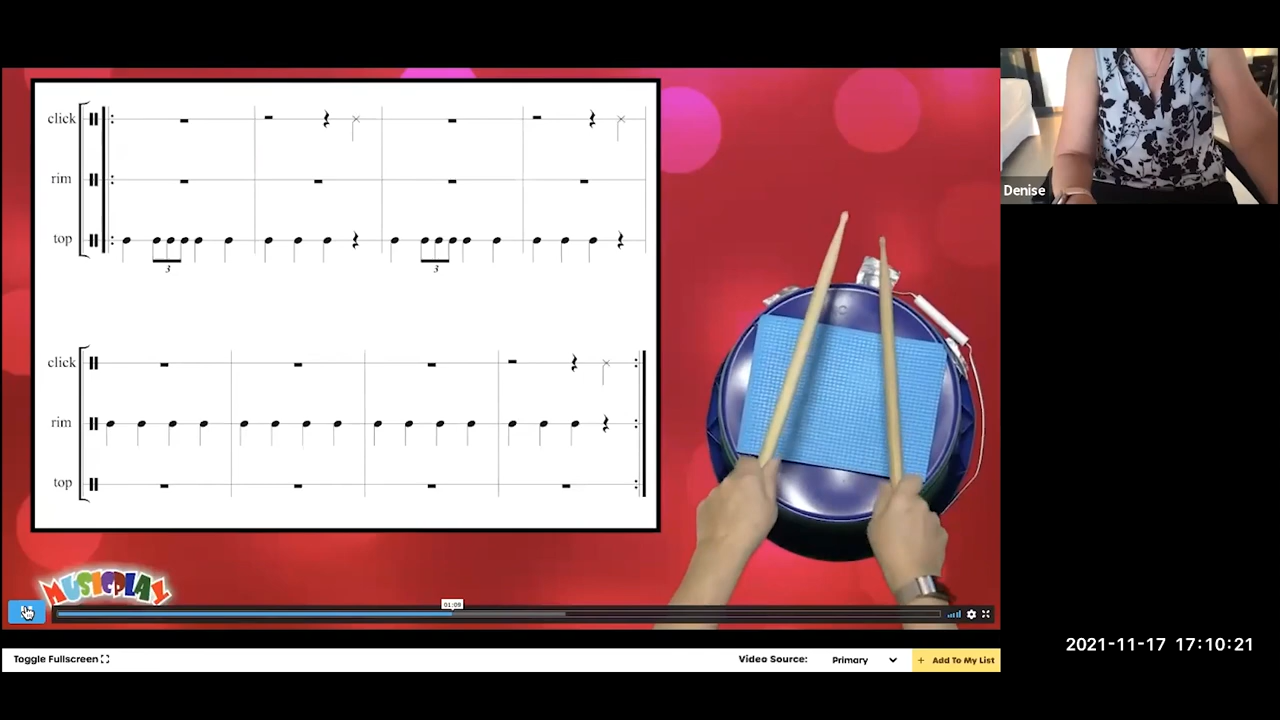 click
rim
top
3
3
click
rim
top
MUSICPLAY
01:09
Toggle Fullscreen
Video Source:
Primary
+ Add To My List
Denise
2021-11-17 17:10:21